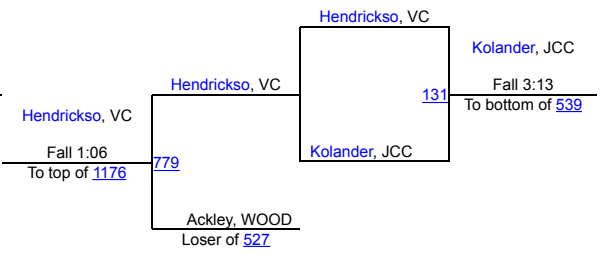 Hendrickso, VC
Kolander, JCC
Hendrickso, VC
Fall 3:13
131
To bottom of 539
Hendrickso, VC
Fall 1:06
Kolander, JCC
779
To top of 1176
Ackley, WOOD
Loser of 527